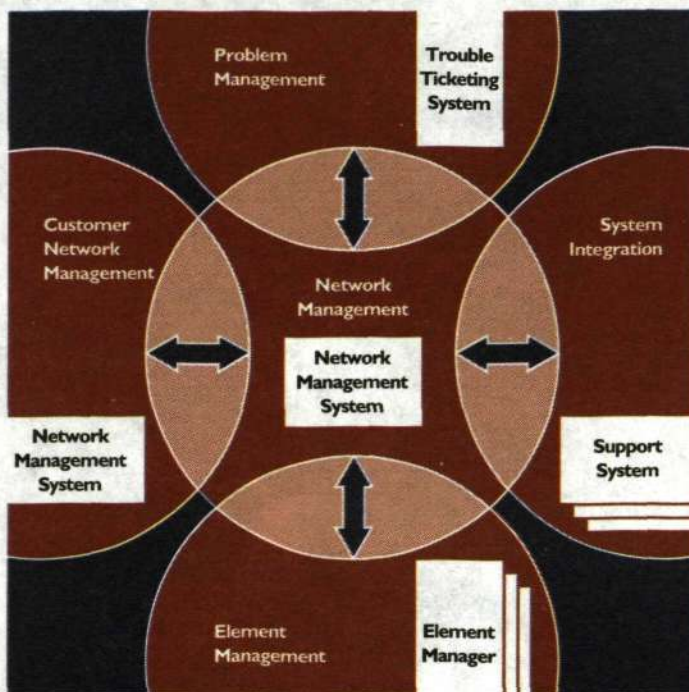 Problem
Management
Trouble
Ticketing
System
Customer
Network
Management
System
Integration
Network
Management
Network
Management
System
Network
Management
System
Support
System
Element
Management
Element
Manager